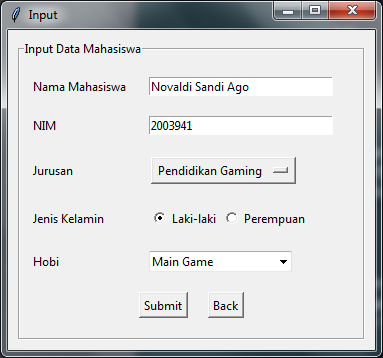 Input
Input Data Mahasiswa
Nama Mahasiswa Novaldi Sandi Ago
NIM 2003941
Jurusan Pendidikan Gaming
Jenis Kelamin Laki-laki Perempuan
Hobi Main Game
Submit Back